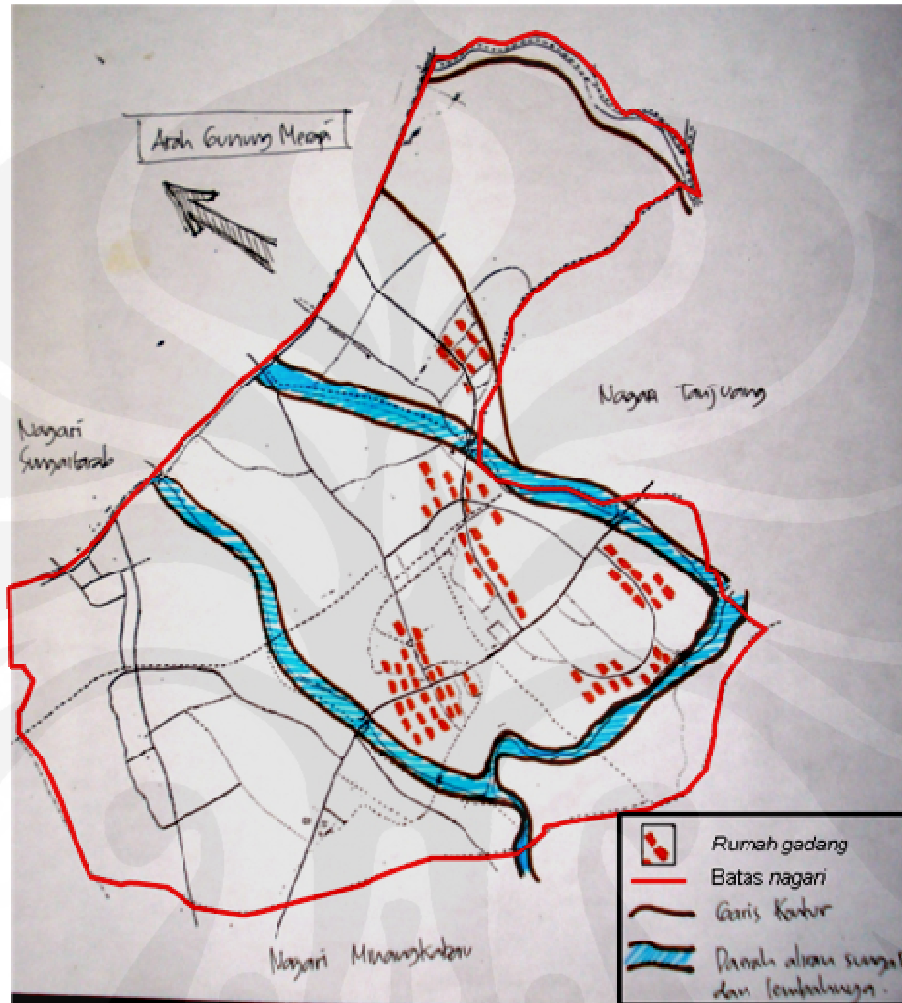 Arah Gunung Merapi
Nagari Tanjuang
Nagari
Sungaitarab
Nagari Minangkabau
Rumah gadang
Batas nagari
Garis Kontur
Daerah aliran sungai
dan lembahnya.